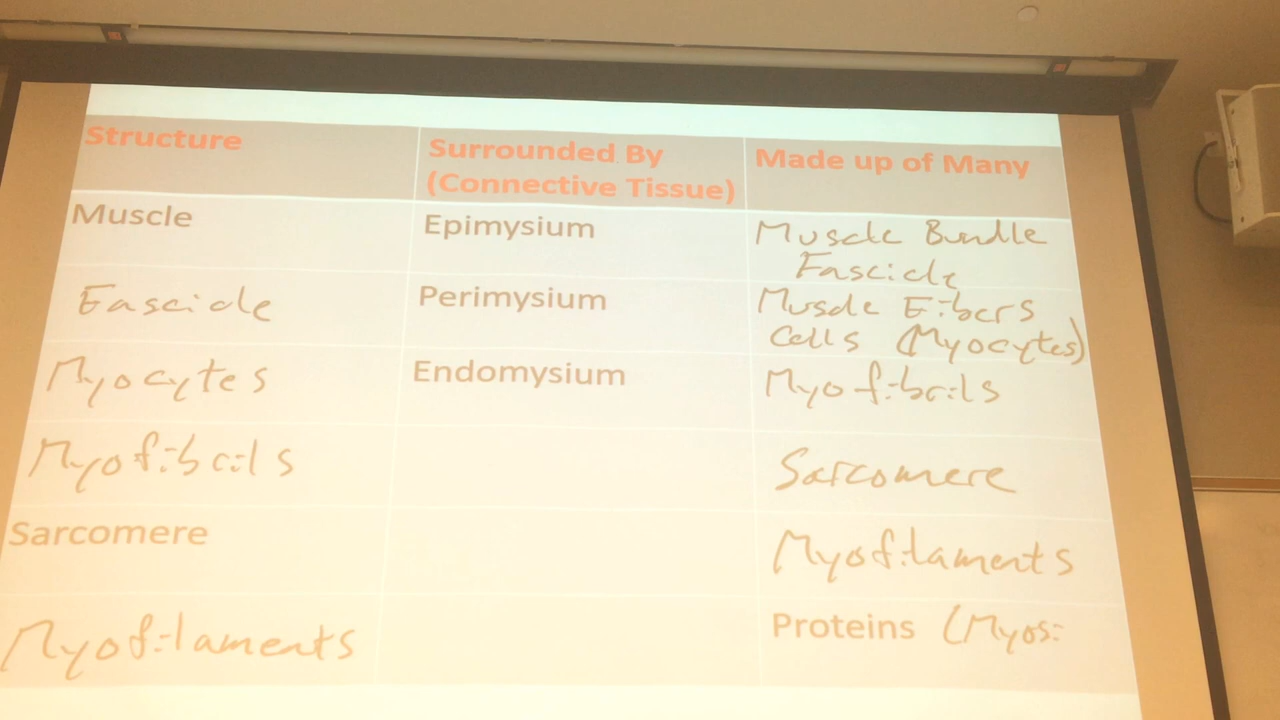 Structure
Surrounded By
(Connective Tissue)
Made up of Many
Muscle
Epimysium
Muscle Bundle
Fascicle
Fascicle
Perimysium
Muscle Fibers
Cells (Myocytes)
Myocytes
Endomysium
Myofibrils
Myofibrils
Sarcomere
Sarcomere
Myofilaments
Myofilaments
Proteins (Myosi